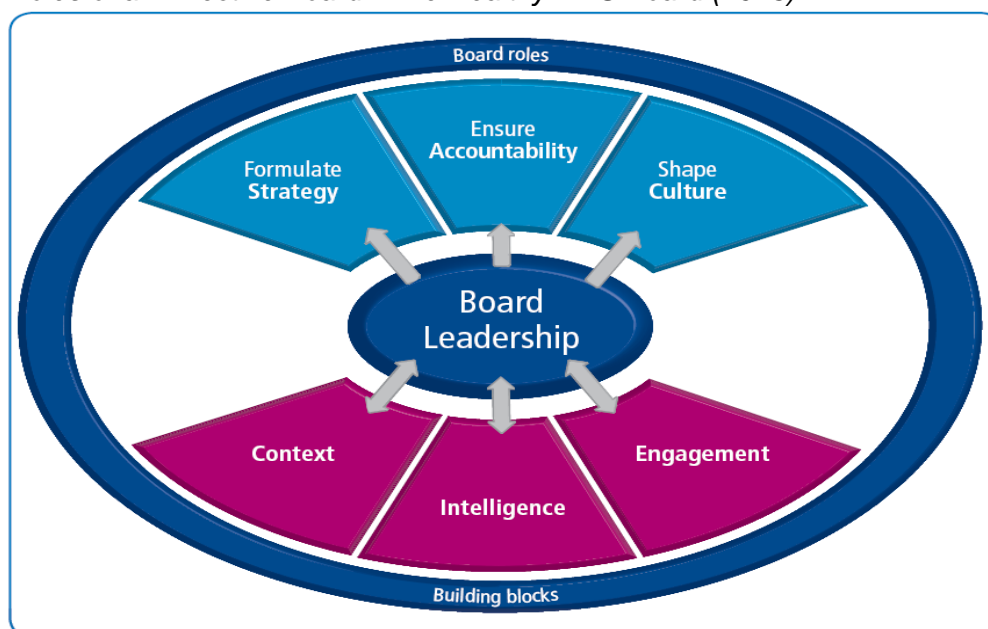 Board roles
Ensure
Accountability
Formulate
Strategy
Shape
Culture
Board
Leadership
Context
Engagement
Intelligence
Building blocks